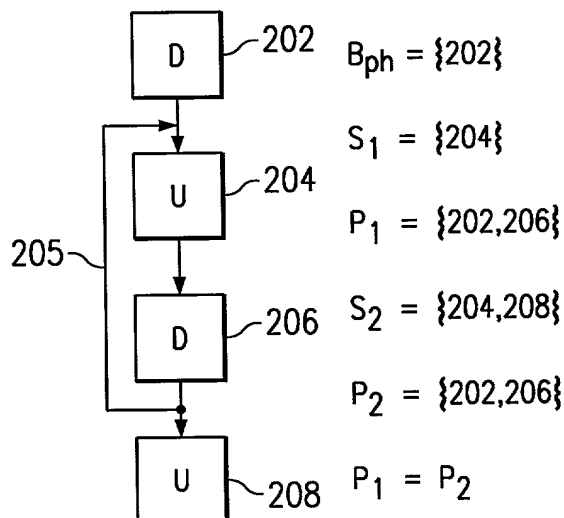 D
202
B_ph = {202}
S_1 = {204}
U
204
P_1 = {202,206}
205
D
206
S_2 = {204,208}
P_2 = {202,206}
U
208
P_1 = P_2